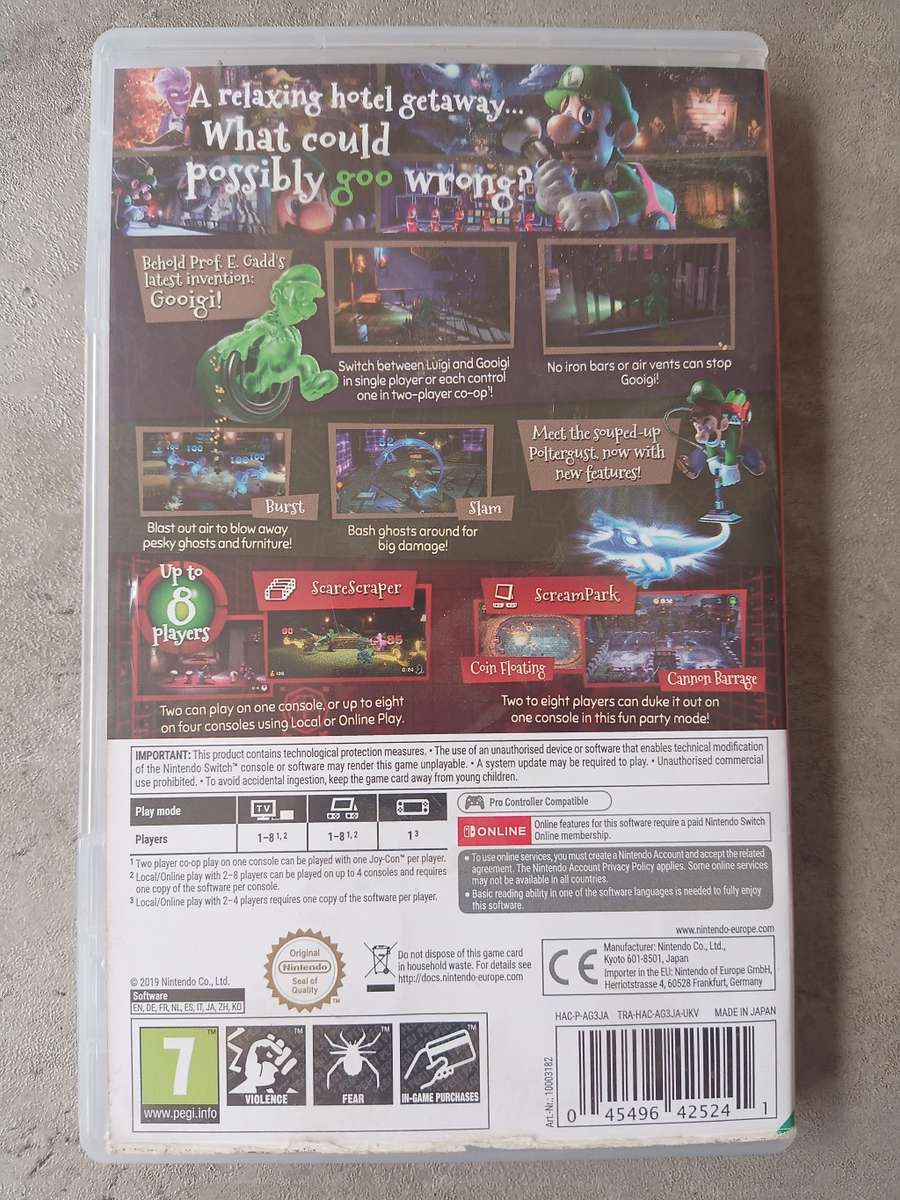 A relaxing hotel getaway...
What could
possibly goo wrong?
Behold Prof. E. Gadd's
latest invention:
Gooigi!
Switch between Luigi and Gooigi
in single player or each control
one in two-player co-op¹!
No iron bars or air vents can stop
Gooigi!
Burst
Blast out air to blow away
pesky ghosts and furniture!
Slam
Bash ghosts around for
big damage!
Meet the souped-up
Poltergust, now with
new features!
Up to
8
players
ScareScraper
Two can play on one console, or up to eight
on four consoles using Local or Online Play.
ScreamPark
Coin Floating
Cannon Barrage
Two to eight players can duke it out on
one console in this fun party mode!
IMPORTANT: This product contains technological protection measures. • The use of an unauthorised device or software that enables technical modification
of the Nintendo Switch™ console or software may render this game unplayable. • A system update may be required to play. • Unauthorised commercial
use prohibited. • To avoid accidental ingestion, keep the game card away from young children.
Play mode
TV
Players
1-8 ¹,²
1-8 ¹,²
1 ³
¹ Two player co-op play on one console can be played with one Joy-Con™ per player.
² Local/Online play with 2-8 players can be played on up to 4 consoles and requires
one copy of the software per console.
³ Local/Online play with 2-4 players requires one copy of the software per player.
Pro Controller Compatible
ONLINE
Online features for this software require a paid Nintendo Switch
Online membership.
• To use online services, you must create a Nintendo Account and accept the related
agreement. The Nintendo Account Privacy Policy applies. Some online services
may not be available in all countries.
• Basic reading ability in one of the software languages is needed to fully enjoy
this software.
www.nintendo-europe.com
© 2019 Nintendo Co., Ltd.
Software
EN, DE, FR, NL, ES, IT, JA, ZH, KO
Original
Nintendo
Seal of
Quality
™
Do not dispose of this game card
in household waste. For details see
http://docs.nintendo-europe.com
CE
Manufacturer: Nintendo Co., Ltd.,
Kyoto 601-8501, Japan
Importer in the EU: Nintendo of Europe GmbH,
Herriotstrasse 4, 60528 Frankfurt, Germany
HAC-P-AG3JA TRA-HAC-AG3JA-UKV MADE IN JAPAN
7
www.pegi.info
VIOLENCE
FEAR
IN-GAME PURCHASES
Art.-Nr.: 10003182
0 45496 42524 1